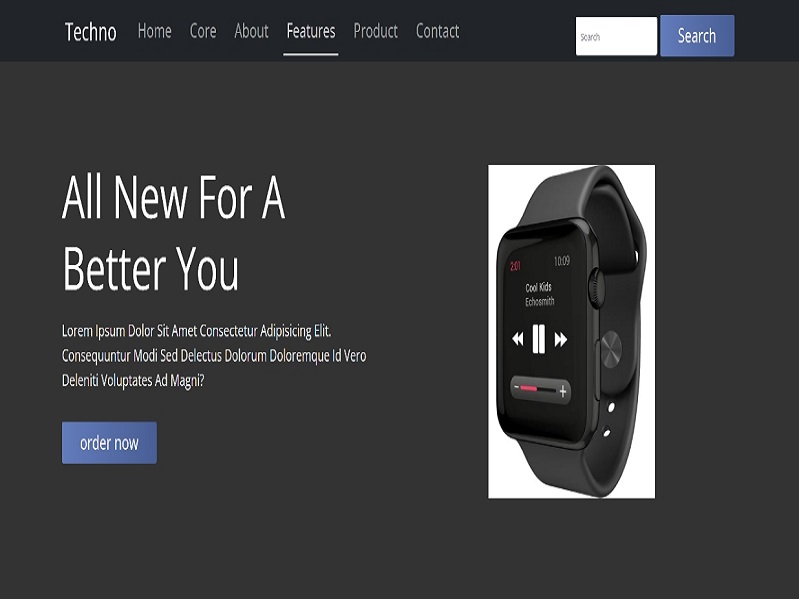 Techno Home Core About Features Product Contact Search Search
All New For A
Better You
Lorem Ipsum Dolor Sit Amet Consectetur Adipisicing Elit.
Consequuntur Modi Sed Delectus Dolorum Doloremque Id Vero
Deleniti Voluptates Ad Magni?
order now
2:01 10:09
Cool Kids
Echosmith